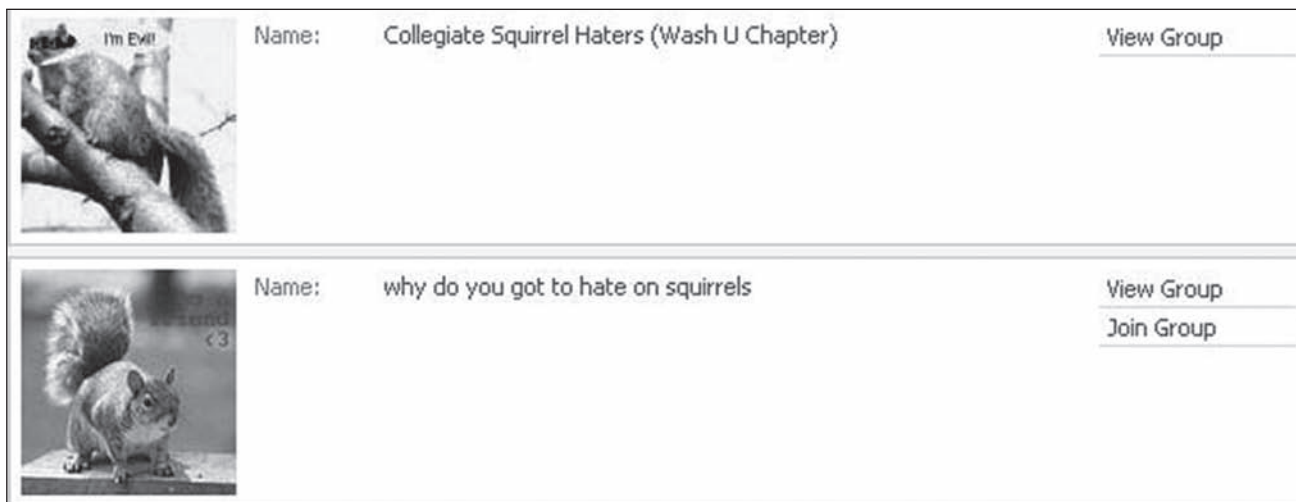 I'm Evil!
Name: Collegiate Squirrel Haters (Wash U Chapter)
View Group
Name: why do you got to hate on squirrels
View Group
Join Group
<3